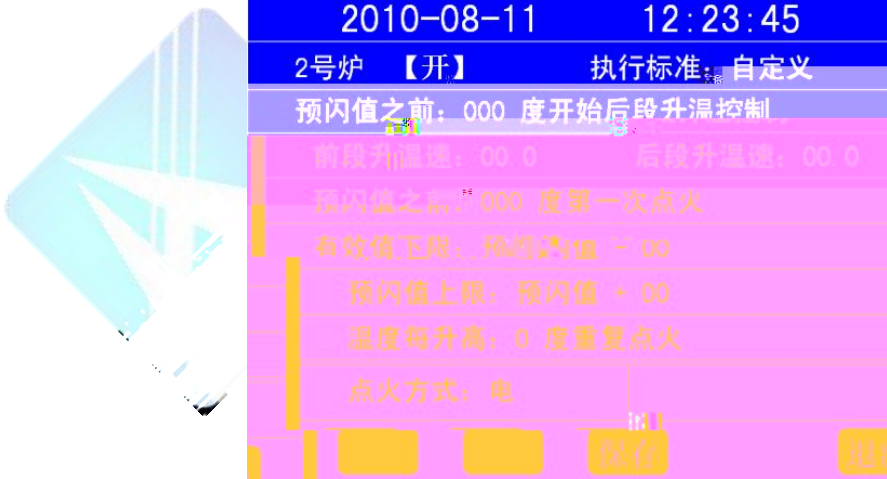 2010-08-11 12:23:45
2号炉 【开】 执行标准: 自定义
预闪值之前: 000 度开始后段升温控制
前段升温速: 00.0 后段升温速: 00.0
预闪值之前: 000 度第一次点火
有效值下限: 预闪值 - 00
预闪值上限: 预闪值 + 00
温度每升高: 0 度重复点火
点火方式: 电
保存